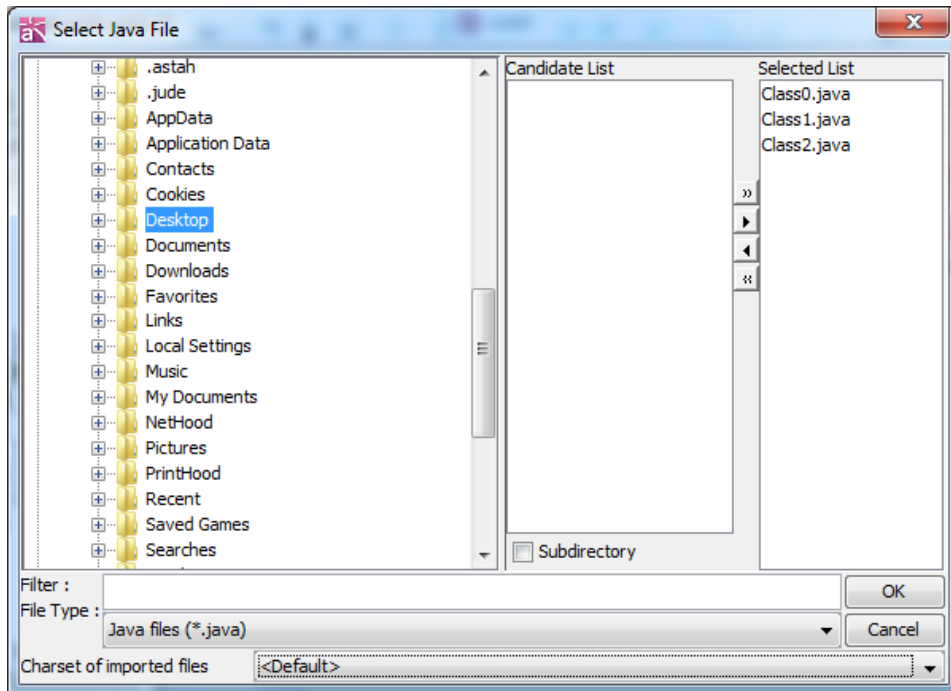 Select Java File
.astah
.jude
AppData
Application Data
Contacts
Cookies
Desktop
Documents
Downloads
Favorites
Links
Local Settings
Music
My Documents
NetHood
Pictures
PrintHood
Recent
Saved Games
Searches
Candidate List
Subdirectory
Selected List
Class0.java
Class1.java
Class2.java
Filter :
File Type :
Java files (*.java)
OK
Cancel
Charset of imported files
<Default>